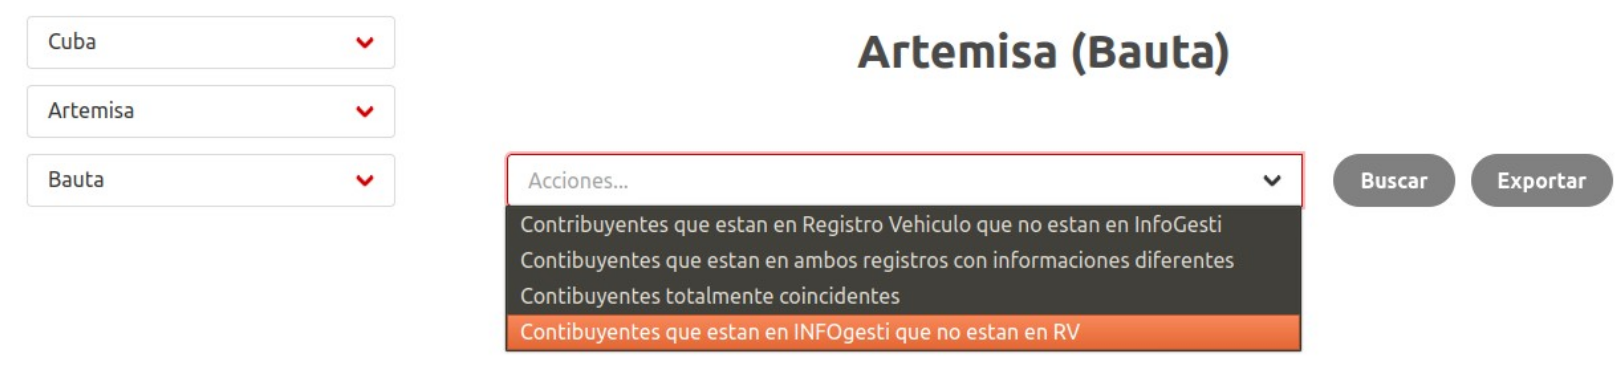 Cuba
Artemisa (Bauta)
Artemisa
Bauta
Acciones...
Buscar
Exportar
Contribuyentes que estan en Registro Vehiculo que no estan en InfoGesti
Contibuyentes que estan en ambos registros con informaciones diferentes
Contibuyentes totalmente coincidentes
Contibuyentes que estan en INFOgesti que no estan en RV